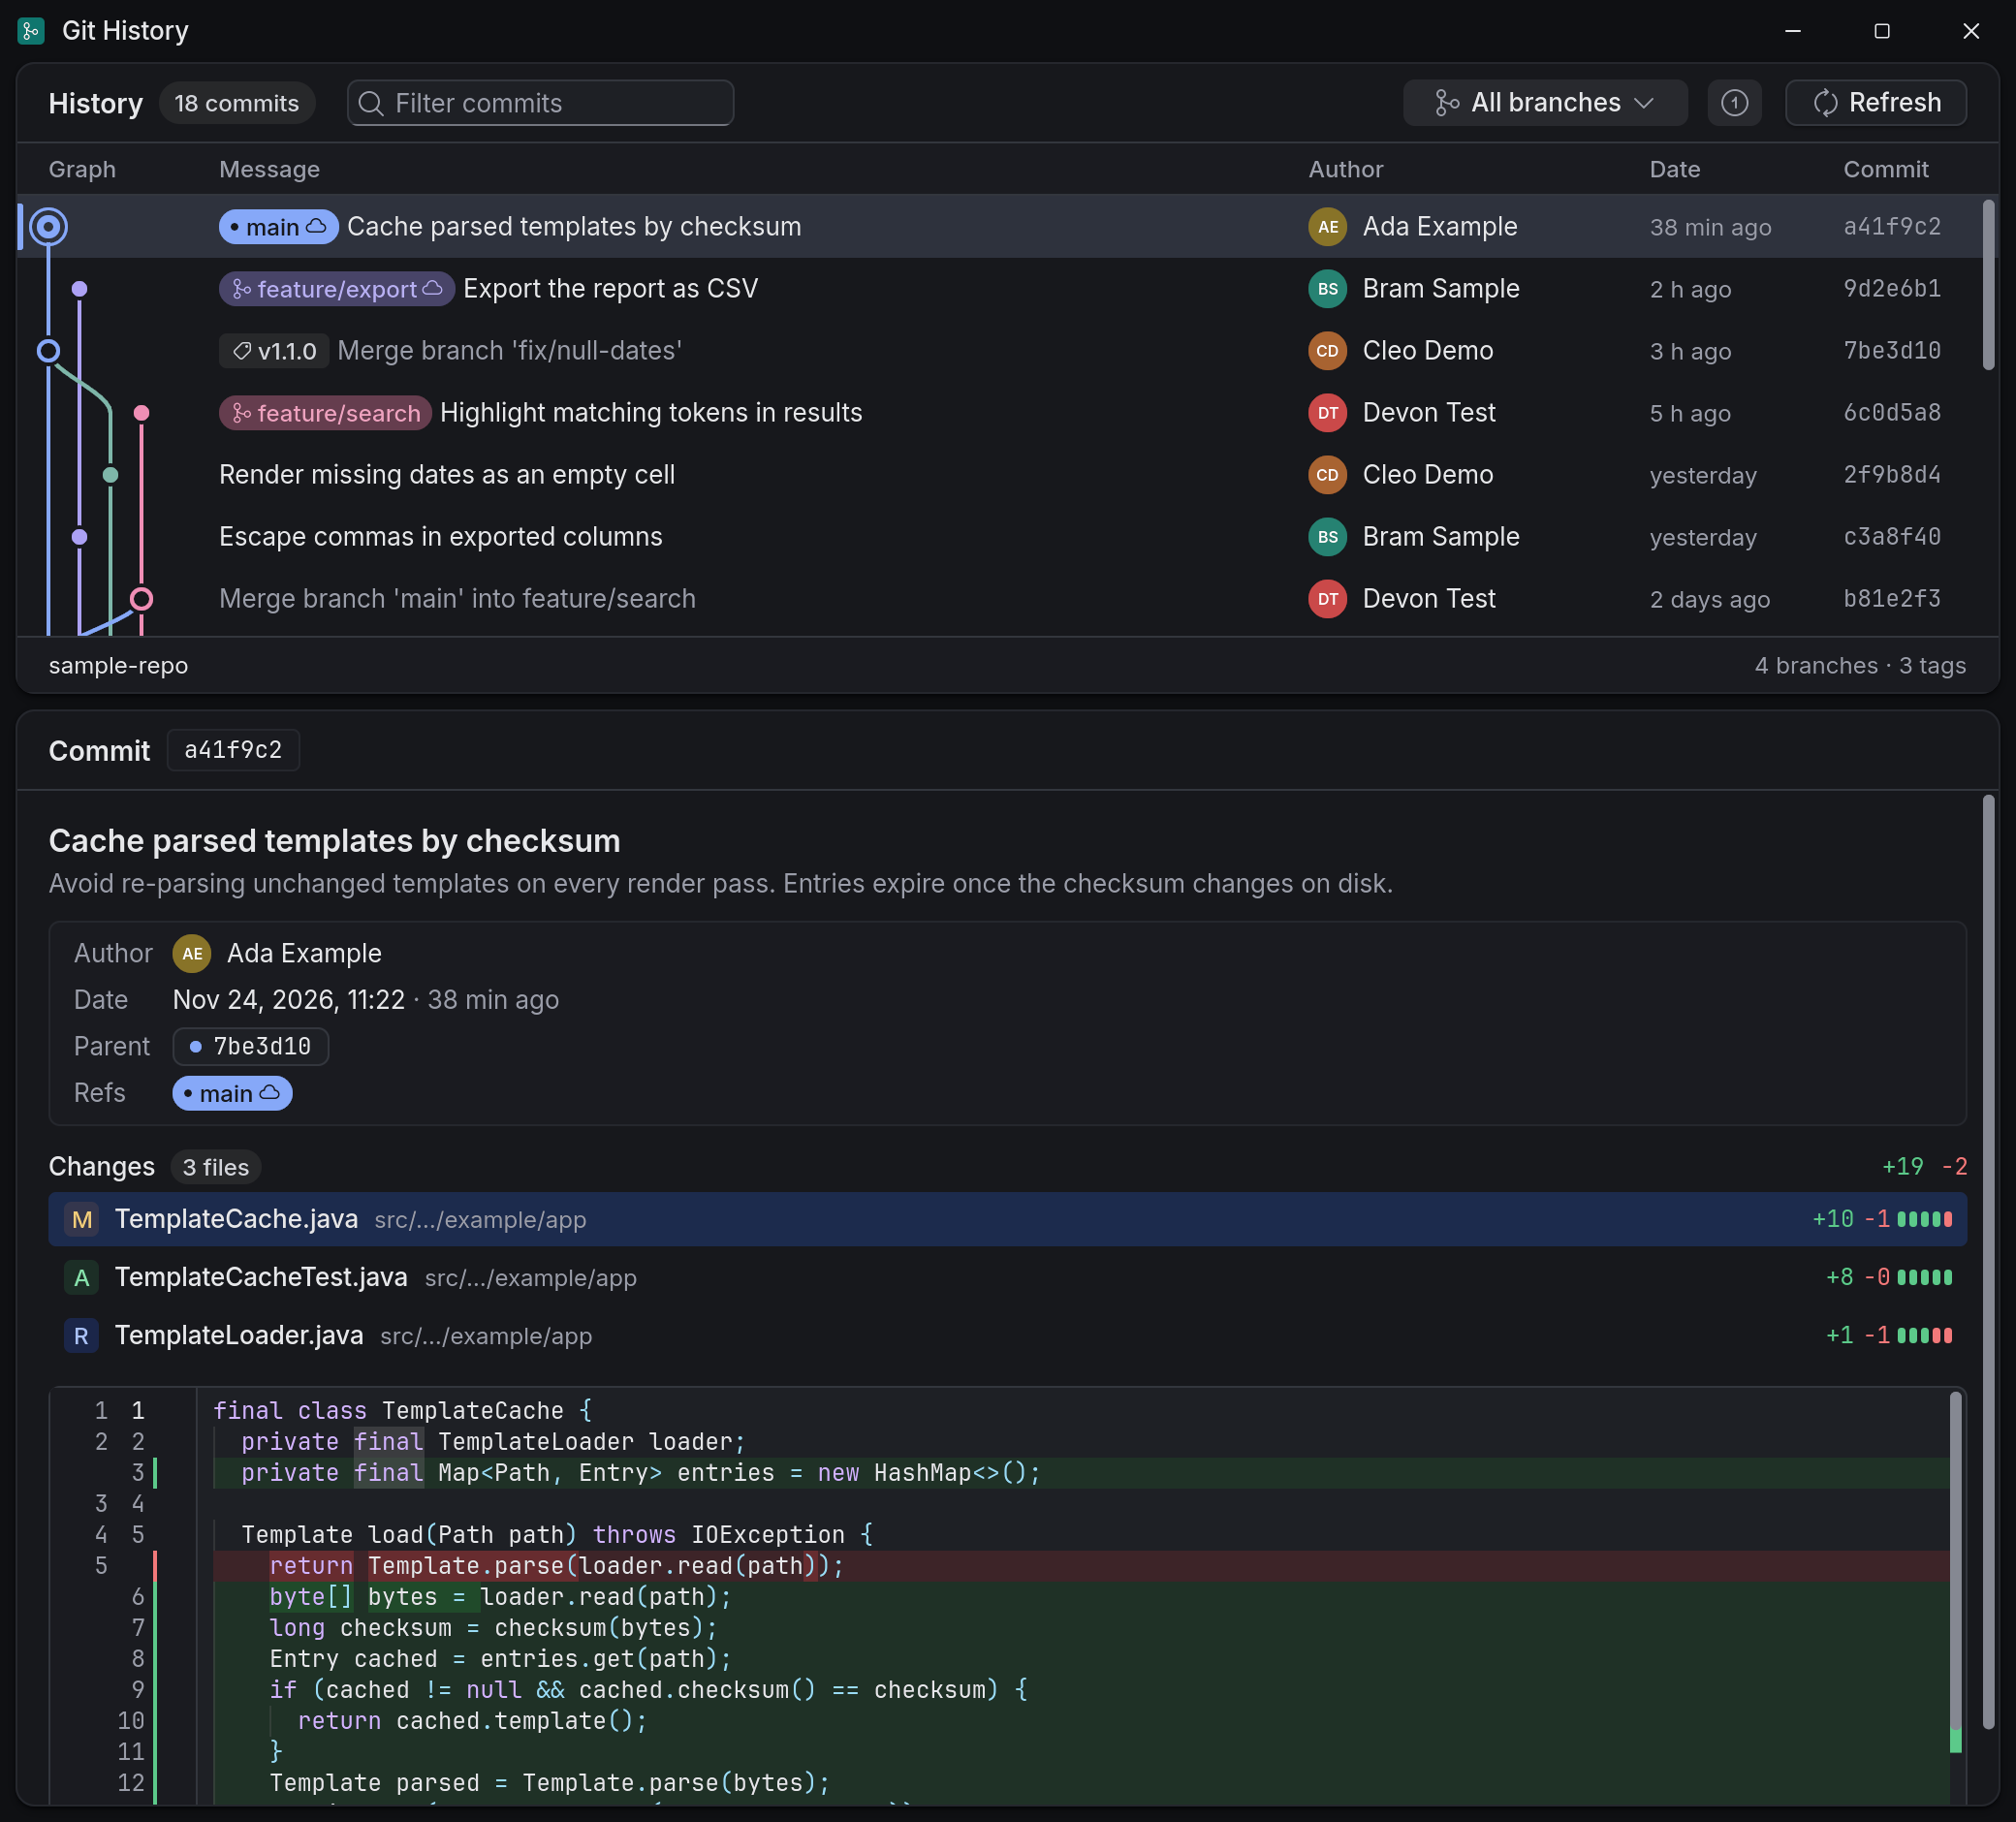 Git History
History 18 commits Filter commits All branches 1 Refresh
Graph Message Author Date Commit
• main Cache parsed templates by checksum AE Ada Example 38 min ago a41f9c2
feature/export Export the report as CSV BS Bram Sample 2 h ago 9d2e6b1
v1.1.0 Merge branch 'fix/null-dates' CD Cleo Demo 3 h ago 7be3d10
feature/search Highlight matching tokens in results DT Devon Test 5 h ago 6c0d5a8
Render missing dates as an empty cell CD Cleo Demo yesterday 2f9b8d4
Escape commas in exported columns BS Bram Sample yesterday c3a8f40
Merge branch 'main' into feature/search DT Devon Test 2 days ago b81e2f3
sample-repo 4 branches · 3 tags
Commit a41f9c2
Cache parsed templates by checksum
Avoid re-parsing unchanged templates on every render pass. Entries expire once the checksum changes on disk.
Author AE Ada Example
Date Nov 24, 2026, 11:22 · 38 min ago
Parent 7be3d10
Refs • main
Changes 3 files +19 -2
M TemplateCache.java src/.../example/app +10 -1
A TemplateCacheTest.java src/.../example/app +8 -0
R TemplateLoader.java src/.../example/app +1 -1
1 1 final class TemplateCache {
2 2 private final TemplateLoader loader;
3 private final Map<Path, Entry> entries = new HashMap<>();
3 4
4 5 Template load(Path path) throws IOException {
5 return Template.parse(loader.read(path));
6 byte[] bytes = loader.read(path);
7 long checksum = checksum(bytes);
8 Entry cached = entries.get(path);
9 if (cached != null && cached.checksum() == checksum) {
10 return cached.template();
11 }
12 Template parsed = Template.parse(bytes);